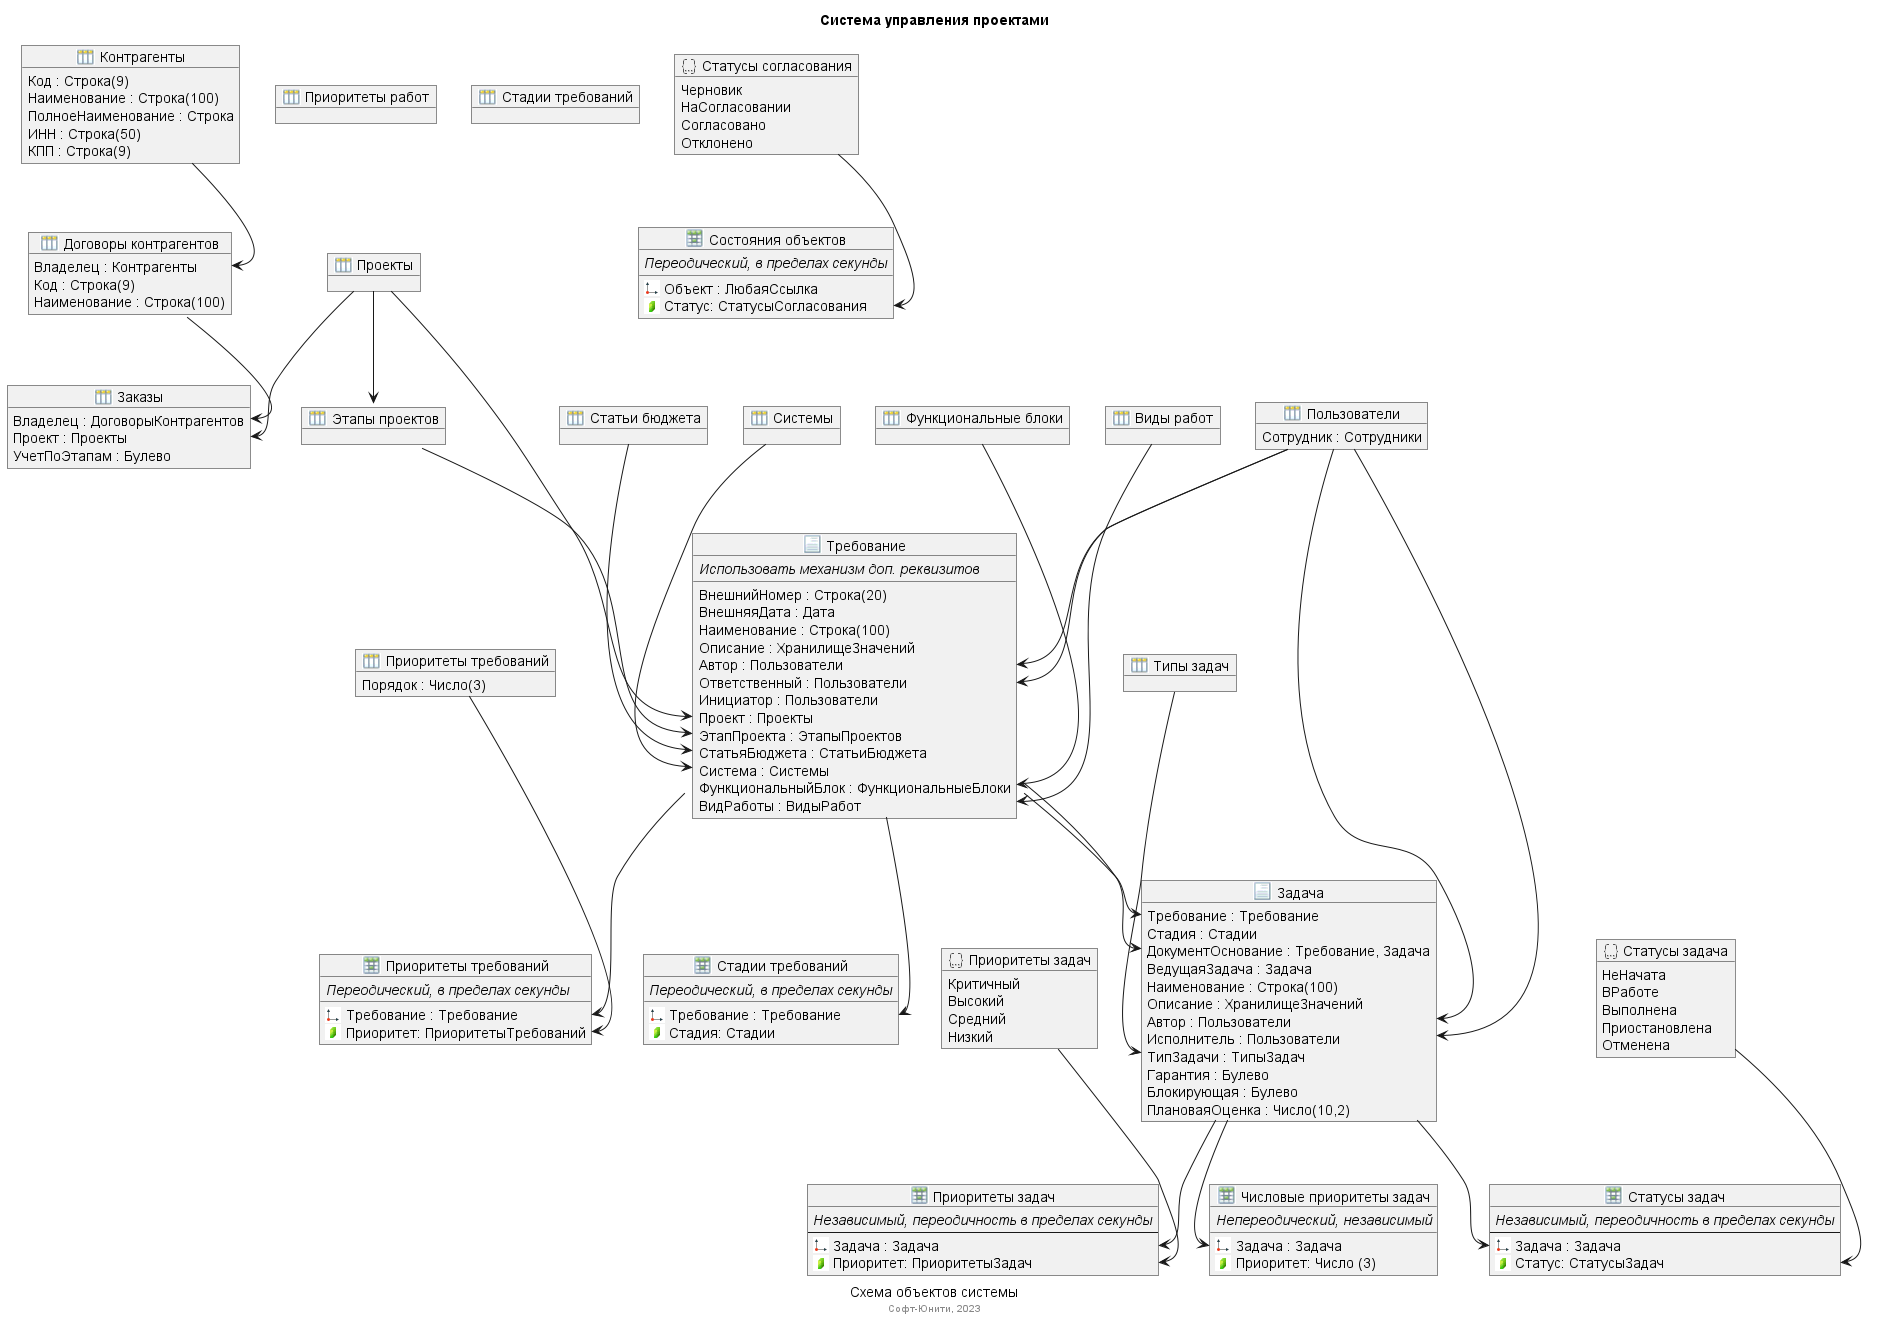 Система управления проектами
Контрагенты
Код : Строка(9)
Наименование : Строка(100)
ПолноеНаименование : Строка
ИНН : Строка(50)
КПП : Строка(9)
Приоритеты работ
Стадии требований
Статусы согласования
Черновик
НаСогласовании
Согласовано
Отклонено
Договоры контрагентов
Владелец : Контрагенты
Код : Строка(9)
Наименование : Строка(100)
Проекты
Состояния объектов
Переодический, в пределах секунды
Объект : ЛюбаяСсылка
Статус: СтатусыСогласования
Заказы
Владелец : ДоговорыКонтрагентов
Проект : Проекты
УчетПоЭтапам : Булево
Этапы проектов
Статьи бюджета
Системы
Функциональные блоки
Виды работ
Пользователи
Сотрудник : Сотрудники
Требование
Использовать механизм доп. реквизитов
ВнешнийНомер : Строка(20)
ВнешняяДата : Дата
Наименование : Строка(100)
Описание : ХранилищеЗначений
Автор : Пользователи
Ответственный : Пользователи
Инициатор : Пользователи
Проект : Проекты
ЭтапПроекта : ЭтапыПроектов
СтатьяБюджета : СтатьиБюджета
Система : Системы
ФункциональныйБлок : ФункциональныеБлоки
ВидРаботы : ВидыРабот
Приоритеты требований
Порядок : Число(3)
Типы задач
Задача
Требование : Требование
Стадия : Стадии
ДокументОснование : Требование, Задача
ВедущаяЗадача : Задача
Наименование : Строка(100)
Описание : ХранилищеЗначений
Автор : Пользователи
Исполнитель : Пользователи
ТипЗадачи : ТипыЗадач
Гарантия : Булево
Блокирующая : Булево
ПлановаяОценка : Число(10,2)
Приоритеты требований
Переодический, в пределах секунды
Требование : Требование
Приоритет: ПриоритетыТребований
Стадии требований
Переодический, в пределах секунды
Требование : Требование
Стадия: Стадии
Приоритеты задач
Критичный
Высокий
Средний
Низкий
Статусы задача
НеНачата
ВРаботе
Выполнена
Приостановлена
Отменена
Приоритеты задач
Независимый, переодичность в пределах секунды
Задача : Задача
Приоритет: ПриоритетыЗадач
Числовые приоритеты задач
Непереодический, независимый
Задача : Задача
Приоритет: Число (3)
Статусы задач
Независимый, переодичность в пределах секунды
Задача : Задача
Статус: СтатусыЗадач
Схема объектов системы
Софт-Юнити, 2023